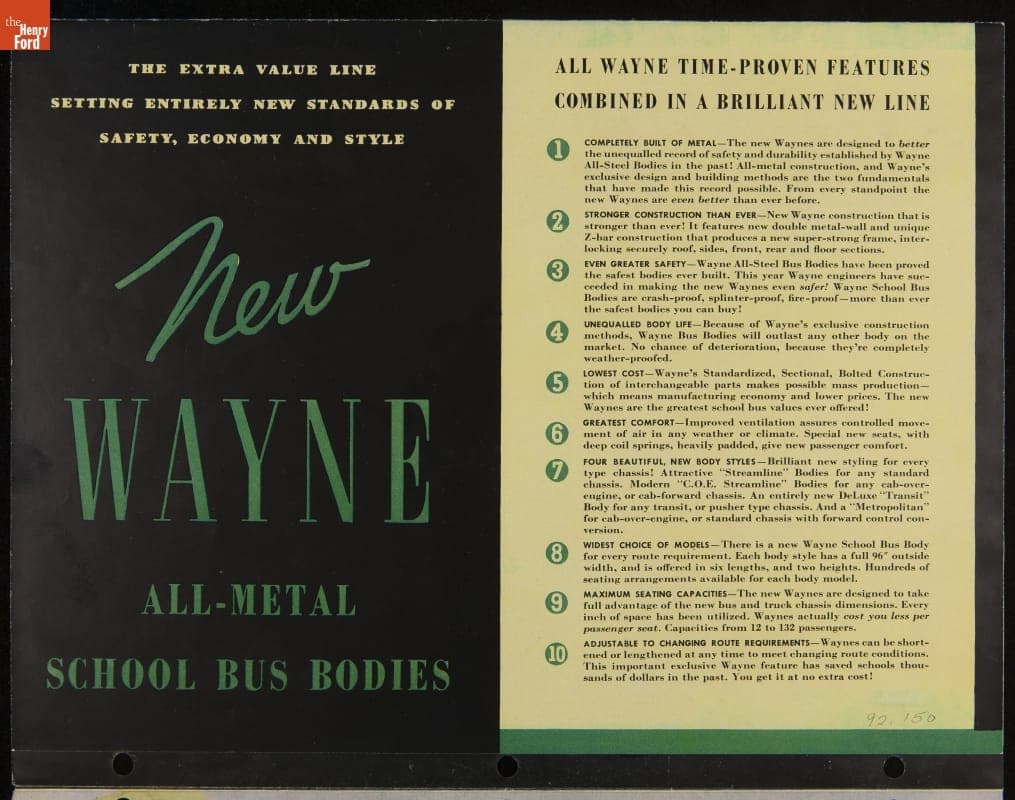 the
Henry
Ford
THE EXTRA VALUE LINE
SETTING ENTIRELY NEW STANDARDS OF
SAFETY, ECONOMY AND STYLE
New
WAYNE
ALL-METAL
SCHOOL BUS BODIES
ALL WAYNE TIME-PROVEN FEATURES
COMBINED IN A BRILLIANT NEW LINE
1 COMPLETELY BUILT OF METAL—The new Waynes are designed to better
the unequalled record of safety and durability established by Wayne
All-Steel Bodies in the past! All-metal construction, and Wayne's
exclusive design and building methods are the two fundamentals
that have made this record possible. From every standpoint the
new Waynes are even better than ever before.
2 STRONGER CONSTRUCTION THAN EVER—New Wayne construction that is
stronger than ever! It features new double metal-wall and unique
Z-bar construction that produces a new super-strong frame, inter-
locking securely roof, sides, front, rear and floor sections.
3 EVEN GREATER SAFETY—Wayne All-Steel Bus Bodies have been proved
the safest bodies ever built. This year Wayne engineers have suc-
ceeded in making the new Waynes even safer! Wayne School Bus
Bodies are crash-proof, splinter-proof, fire-proof—more than ever
the safest bodies you can buy!
4 UNEQUALLED BODY LIFE—Because of Wayne's exclusive construction
methods, Wayne Bus Bodies will outlast any other body on the
market. No chance of deterioration, because they're completely
weather-proofed.
5 LOWEST COST—Wayne's Standardized, Sectional, Bolted Construc-
tion of interchangeable parts makes possible mass production—
which means manufacturing economy and lower prices. The new
Waynes are the greatest school bus values ever offered!
6 GREATEST COMFORT—Improved ventilation assures controlled move-
ment of air in any weather or climate. Special new seats, with
deep coil springs, heavily padded, give new passenger comfort.
7 FOUR BEAUTIFUL, NEW BODY STYLES—Brilliant new styling for every
type chassis! Attractive "Streamline" Bodies for any standard
chassis. Modern "C.O.E. Streamline" Bodies for any cab-over-
engine, or cab-forward chassis. An entirely new DeLuxe "Transit"
Body for any transit, or pusher type chassis. And a "Metropolitan"
for cab-over-engine, or standard chassis with forward control con-
version.
8 WIDEST CHOICE OF MODELS—There is a new Wayne School Bus Body
for every route requirement. Each body style has a full 96" outside
width, and is offered in six lengths, and two heights. Hundreds of
seating arrangements available for each body model.
9 MAXIMUM SEATING CAPACITIES—The new Waynes are designed to take
full advantage of the new bus and truck chassis dimensions. Every
inch of space has been utilized. Waynes actually cost you less per
passenger seat. Capacities from 12 to 132 passengers.
10 ADJUSTABLE TO CHANGING ROUTE REQUIREMENTS—Waynes can be short-
ened or lengthened at any time to meet changing route conditions.
This important exclusive Wayne feature has saved schools thou-
sands of dollars in the past. You get it at no extra cost!
92.150